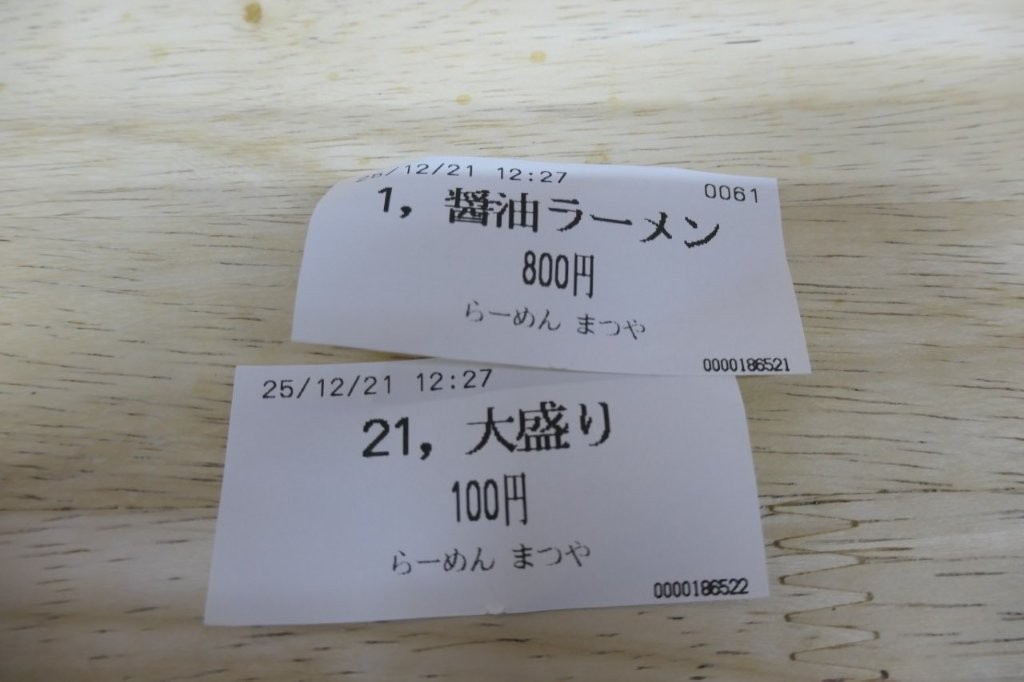 /12/21 12:27
0061
1, 醤油ラーメン
800円
らーめん まつや
0000186521
25/12/21 12:27
21, 大盛り
100円
らーめん まつや
0000186522